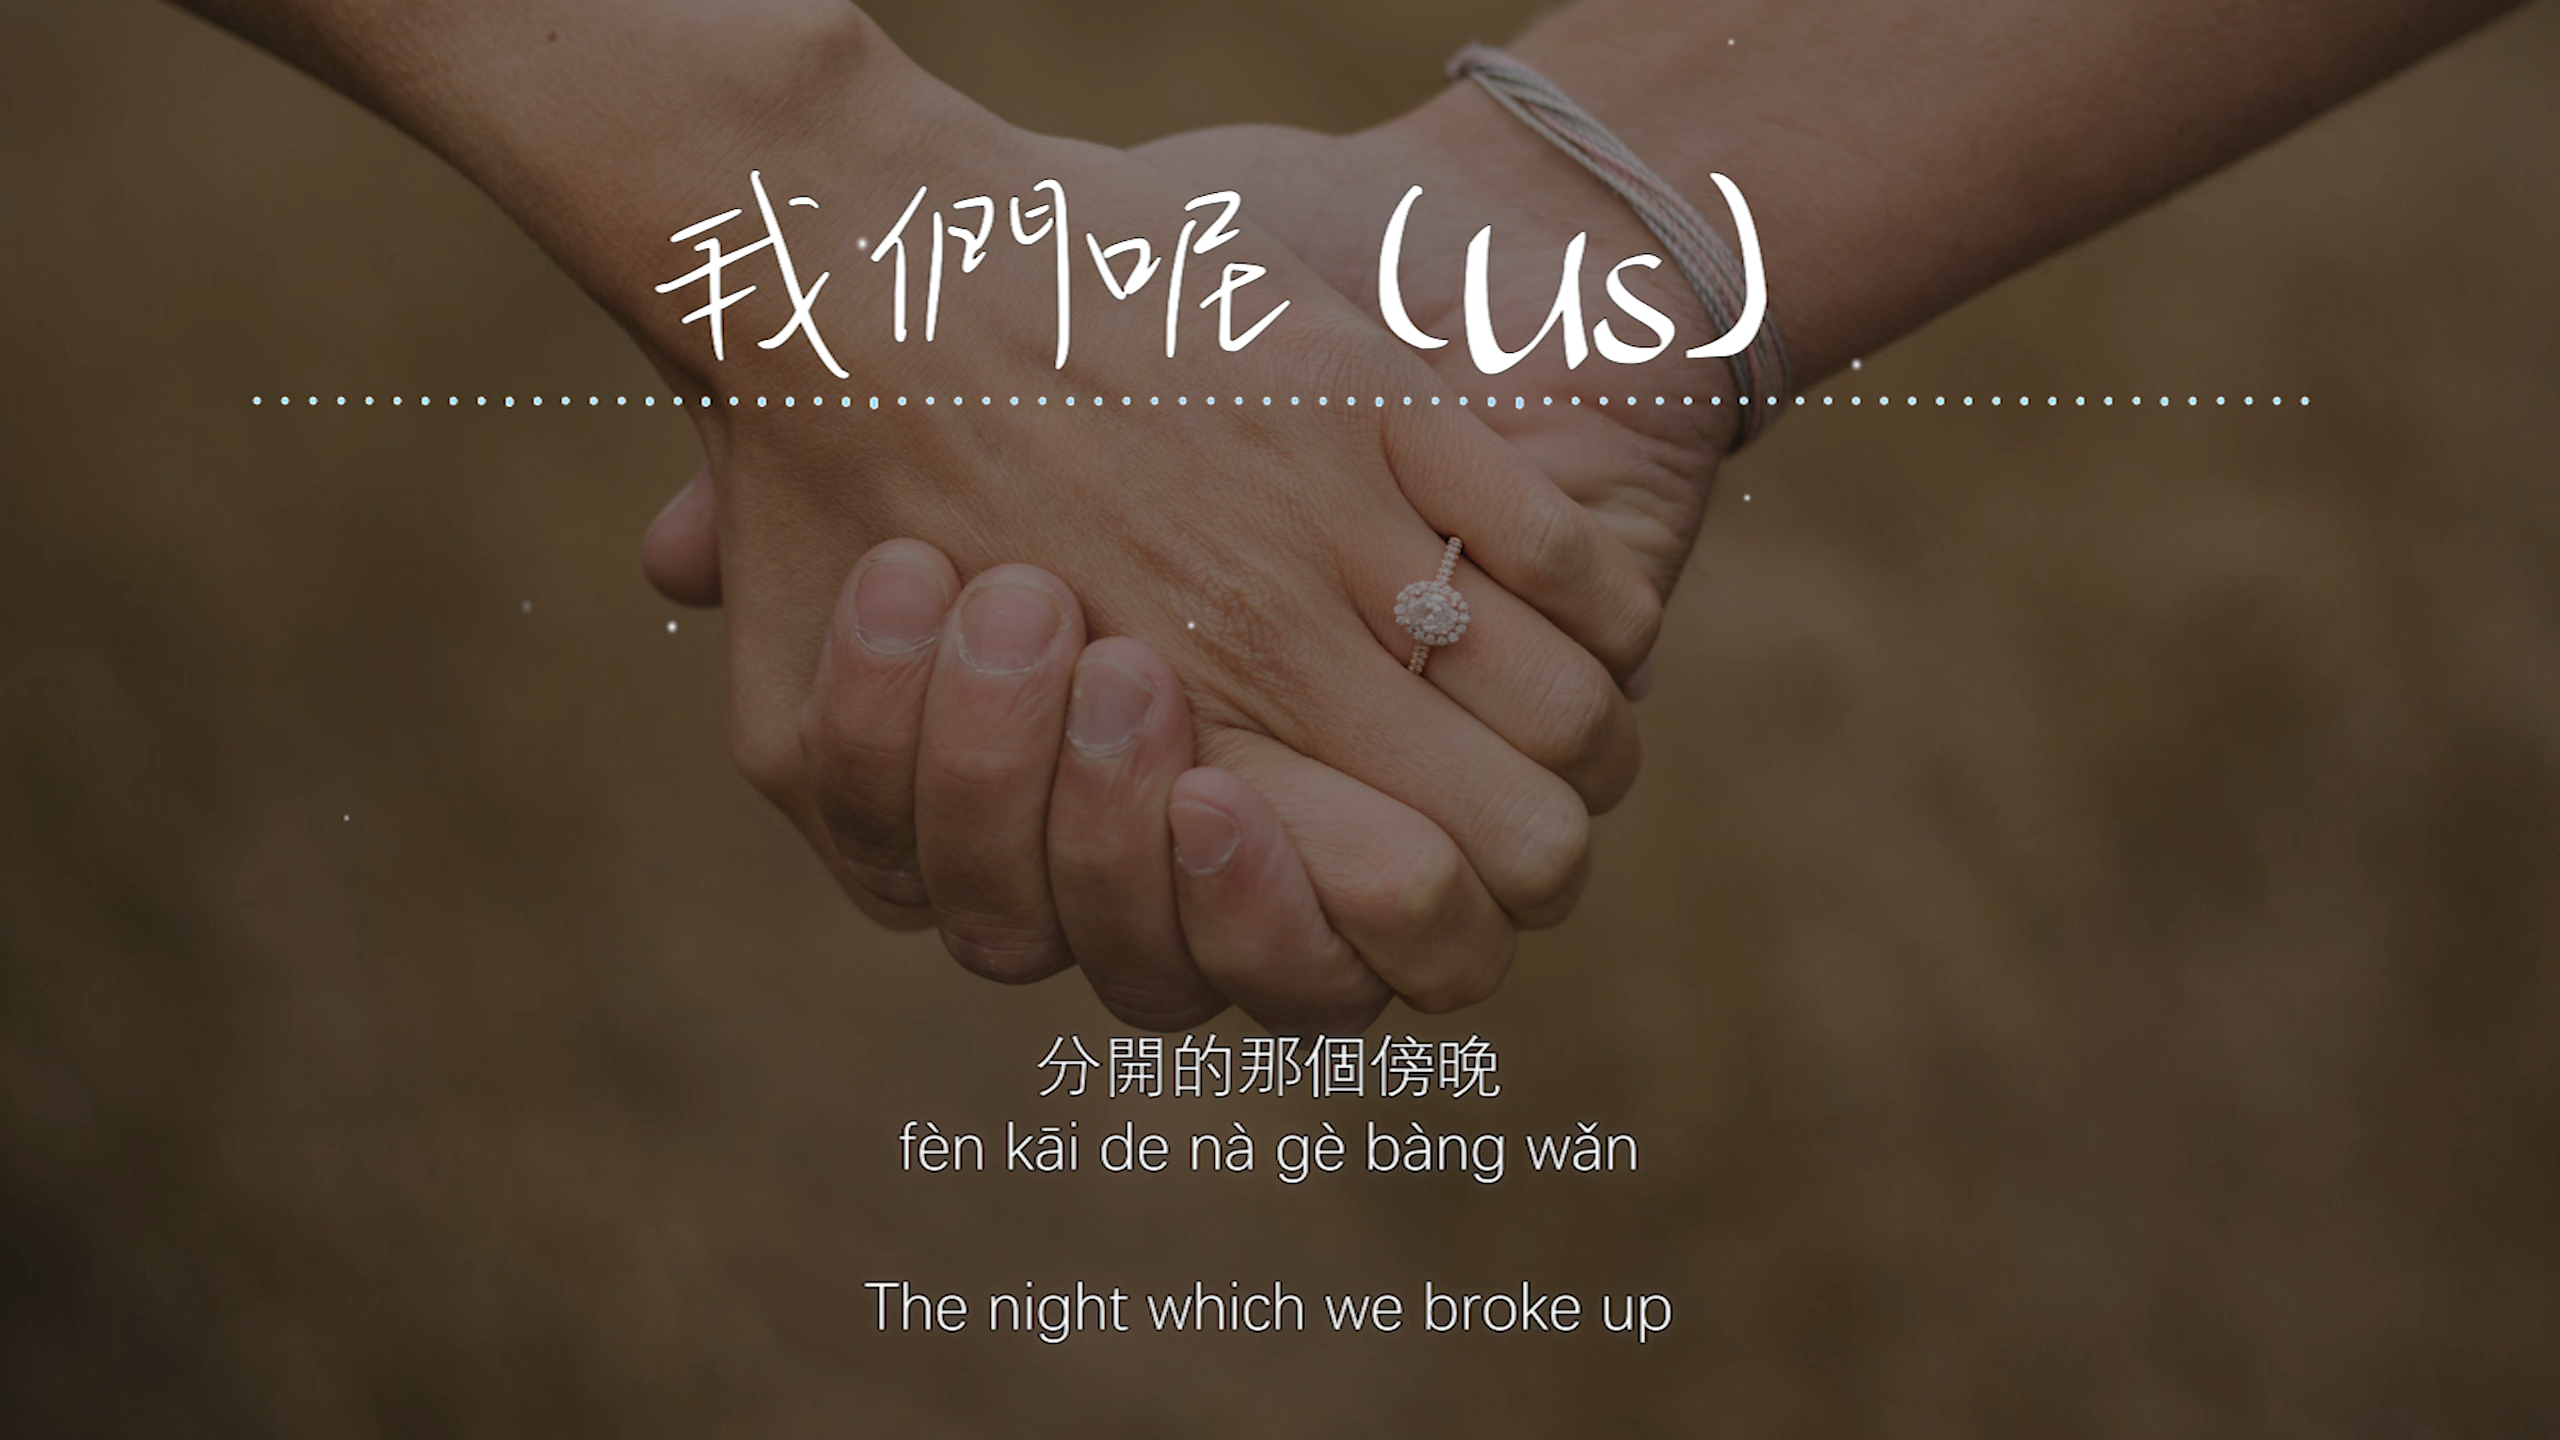 我們呢 (us)
分開的那個傍晚
fèn kāi de nà gè bàng wǎn
The night which we broke up